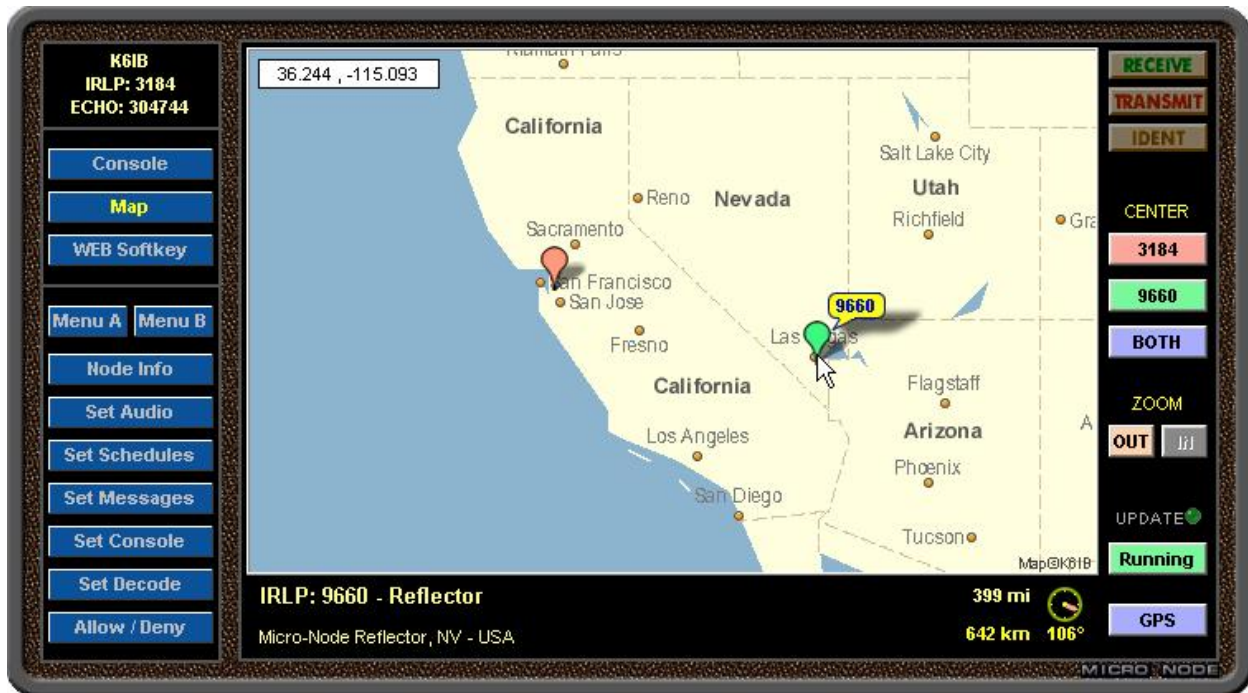 K6IB
IRLP: 3184
ECHO: 304744
Console
Map
WEB Softkey
Menu A Menu B
Node Info
Set Audio
Set Schedules
Set Messages
Set Console
Set Decode
Allow / Deny
36.244 , -115.093
Klamath Falls
California
Salt Lake City
Utah
Reno
Nevada
Richfield
Gra
Sacramento
San Francisco
San Jose
9660
Las Vegas
Fresno
California
Flagstaff
Los Angeles
Arizona
A
Phoenix
San Diego
Tucson
Map©K6IB
IRLP: 9660 - Reflector
399 mi
Micro-Node Reflector, NV - USA
642 km 106°
RECEIVE
TRANSMIT
IDENT
CENTER
3184
9660
BOTH
ZOOM
OUT IN
UPDATE
Running
GPS
MICRO NODE